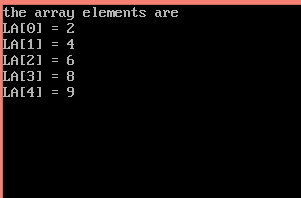 the array elements are
LA[0] = 2
LA[1] = 4
LA[2] = 6
LA[3] = 8
LA[4] = 9